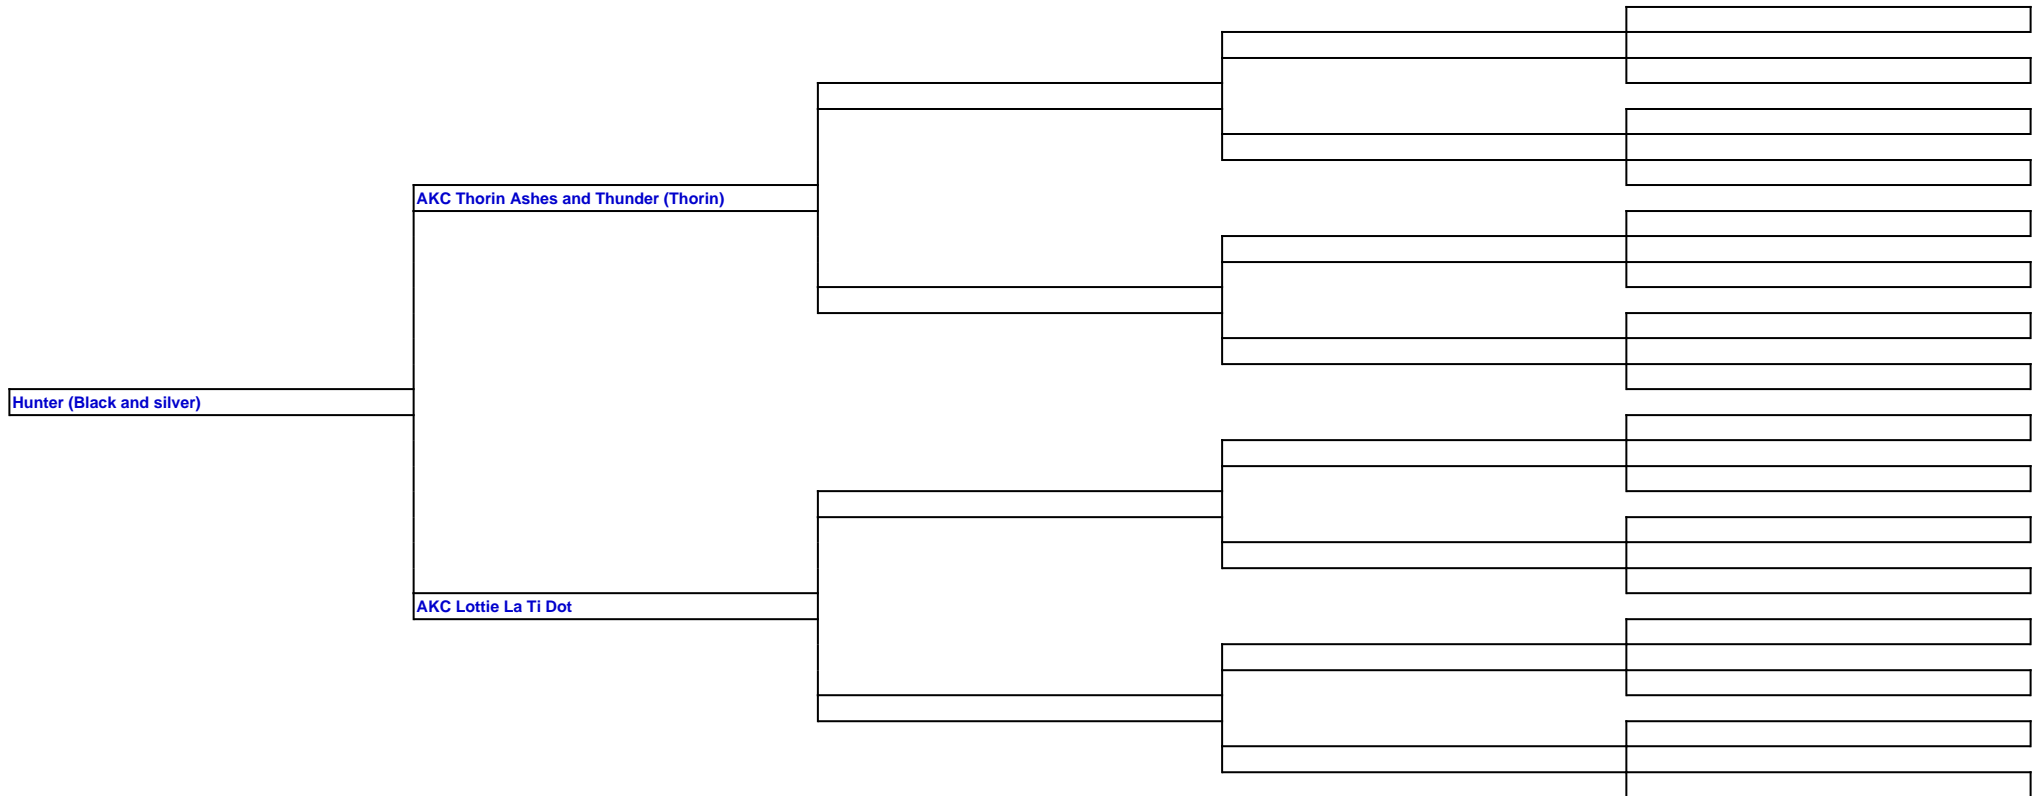 AKC Thorin Ashes and Thunder (Thorin)
Hunter (Black and silver)
AKC Lottie La Ti Dot